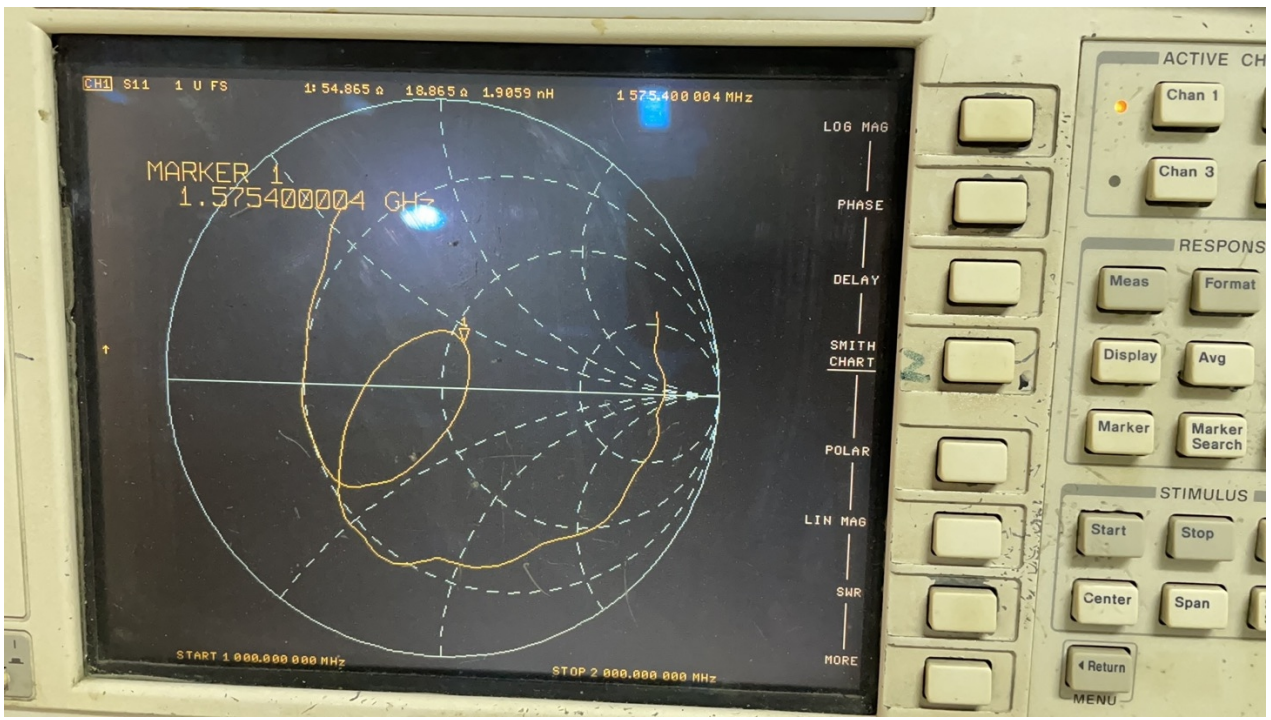 CH1 S11 1 U FS 1: 54.865 Ω 18.865 Ω 1.9059 nH 1 575.400 004 MHz
MARKER 1
1.575400004 GHz
1
START 1 000.000 000 MHz
STOP 2 000.000 000 MHz
LOG MAG
PHASE
DELAY
SMITH
CHART
POLAR
LIN MAG
SWR
MORE
2
ACTIVE CH
Chan 1
Chan 3
RESPONS
Meas
Format
Display
Avg
Marker
Marker
Search
STIMULUS
Start
Stop
Center
Span
Return
MENU